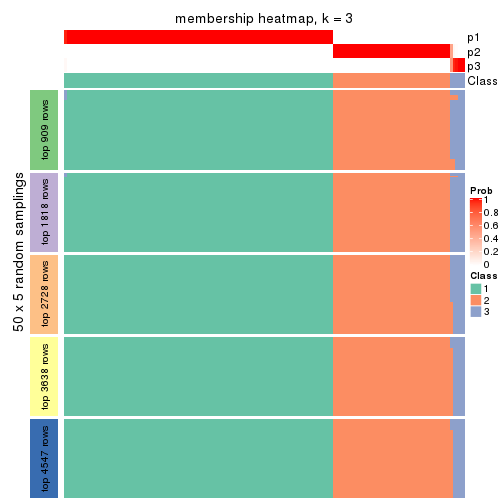 membership heatmap, k = 3
p1
p2
p3
Class
50 x 5 random samplings
top 909 rows
top 1818 rows
top 2728 rows
top 3638 rows
top 4547 rows
Prob
1
0.8
0.6
0.4
0.2
0
Class
1
2
3